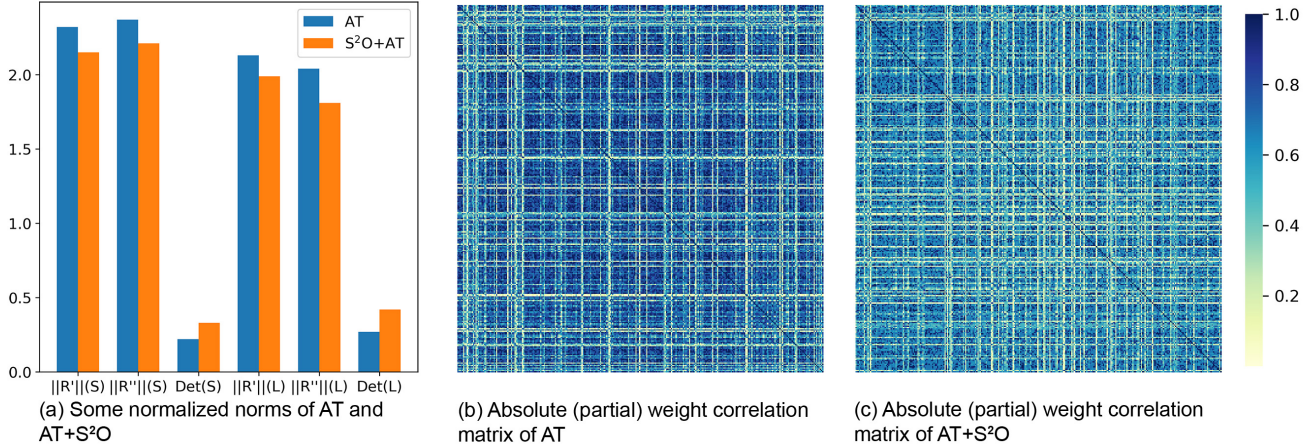 AT
S²O+AT
2.0
1.5
1.0
0.5
0.0
||R'||(S) ||R''||(S) Det(S) ||R'||(L) ||R''||(L) Det(L)
(a) Some normalized norms of AT and
AT+S²O
(b) Absolute (partial) weight correlation
matrix of AT
(c) Absolute (partial) weight correlation
matrix of AT+S²O
1.0
0.8
0.6
0.4
0.2